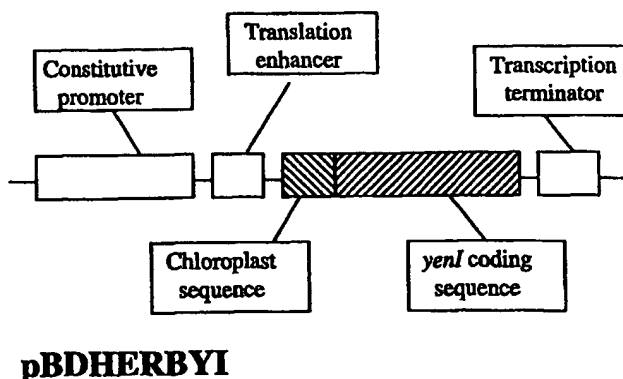 Constitutive
promoter
Translation
enhancer
Transcription
terminator
Chloroplast
sequence
yenI coding
sequence
pBDHERBYI